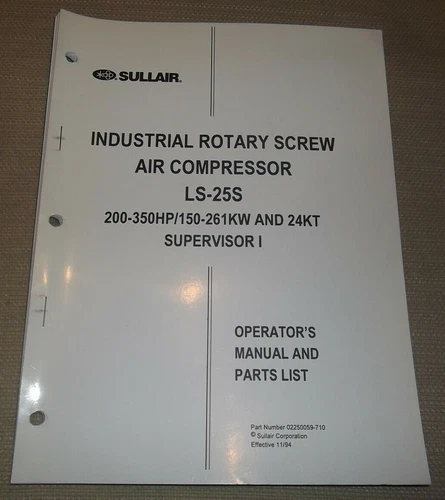 SULLAIR.
INDUSTRIAL ROTARY SCREW
AIR COMPRESSOR
LS-25S
200-350HP/150-261KW AND 24KT
SUPERVISOR I
OPERATOR'S
MANUAL AND
PARTS LIST
Part Number 02250059-710
© Sullair Corporation
Effective 11/94